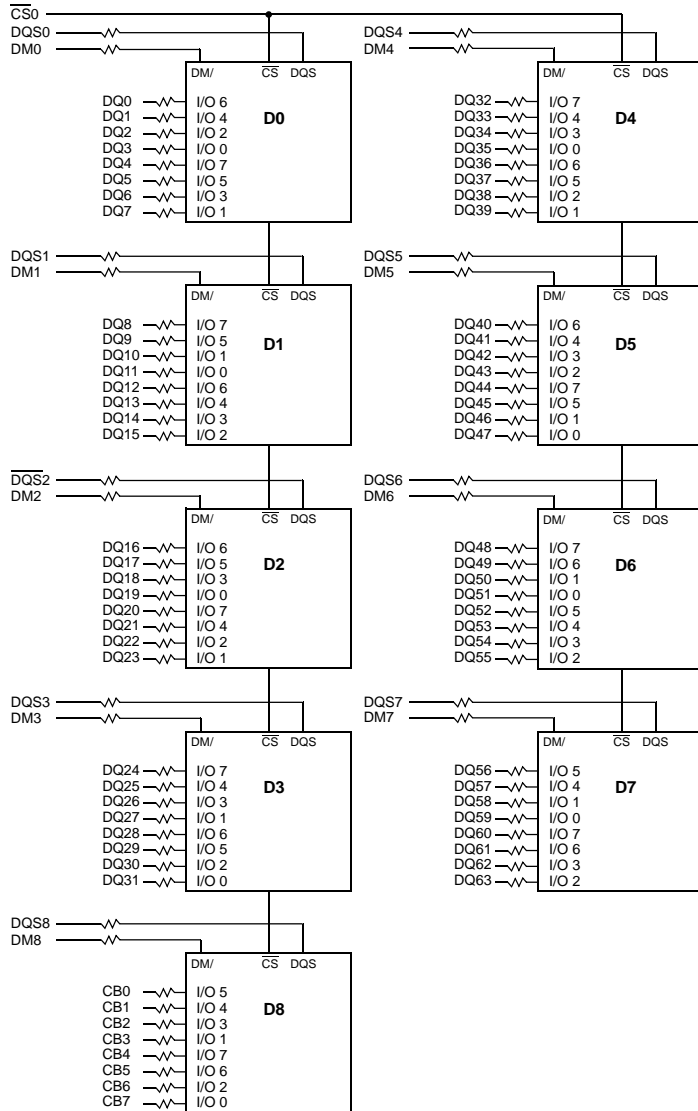 CS0
DQS0
DM0
DM/ CS DQS
D0
DQ0 I/O 6
DQ1 I/O 4
DQ2 I/O 2
DQ3 I/O 0
DQ4 I/O 7
DQ5 I/O 5
DQ6 I/O 3
DQ7 I/O 1
DQS1
DM1
DM/ CS DQS
D1
DQ8 I/O 7
DQ9 I/O 5
DQ10 I/O 1
DQ11 I/O 0
DQ12 I/O 6
DQ13 I/O 4
DQ14 I/O 3
DQ15 I/O 2
DQS2
DM2
DM/ CS DQS
D2
DQ16 I/O 6
DQ17 I/O 5
DQ18 I/O 3
DQ19 I/O 0
DQ20 I/O 7
DQ21 I/O 4
DQ22 I/O 2
DQ23 I/O 1
DQS3
DM3
DM/ CS DQS
D3
DQ24 I/O 7
DQ25 I/O 4
DQ26 I/O 3
DQ27 I/O 1
DQ28 I/O 6
DQ29 I/O 5
DQ30 I/O 2
DQ31 I/O 0
DQS8
DM8
DM/ CS DQS
D8
CB0 I/O 5
CB1 I/O 4
CB2 I/O 3
CB3 I/O 1
CB4 I/O 7
CB5 I/O 6
CB6 I/O 2
CB7 I/O 0
DQS4
DM4
DM/ CS DQS
D4
DQ32 I/O 7
DQ33 I/O 4
DQ34 I/O 3
DQ35 I/O 0
DQ36 I/O 6
DQ37 I/O 5
DQ38 I/O 2
DQ39 I/O 1
DQS5
DM5
DM/ CS DQS
D5
DQ40 I/O 6
DQ41 I/O 4
DQ42 I/O 3
DQ43 I/O 2
DQ44 I/O 7
DQ45 I/O 5
DQ46 I/O 1
DQ47 I/O 0
DQS6
DM6
DM/ CS DQS
D6
DQ48 I/O 7
DQ49 I/O 6
DQ50 I/O 1
DQ51 I/O 0
DQ52 I/O 5
DQ53 I/O 4
DQ54 I/O 3
DQ55 I/O 2
DQS7
DM7
DM/ CS DQS
D7
DQ56 I/O 5
DQ57 I/O 4
DQ58 I/O 1
DQ59 I/O 0
DQ60 I/O 7
DQ61 I/O 6
DQ62 I/O 3
DQ63 I/O 2